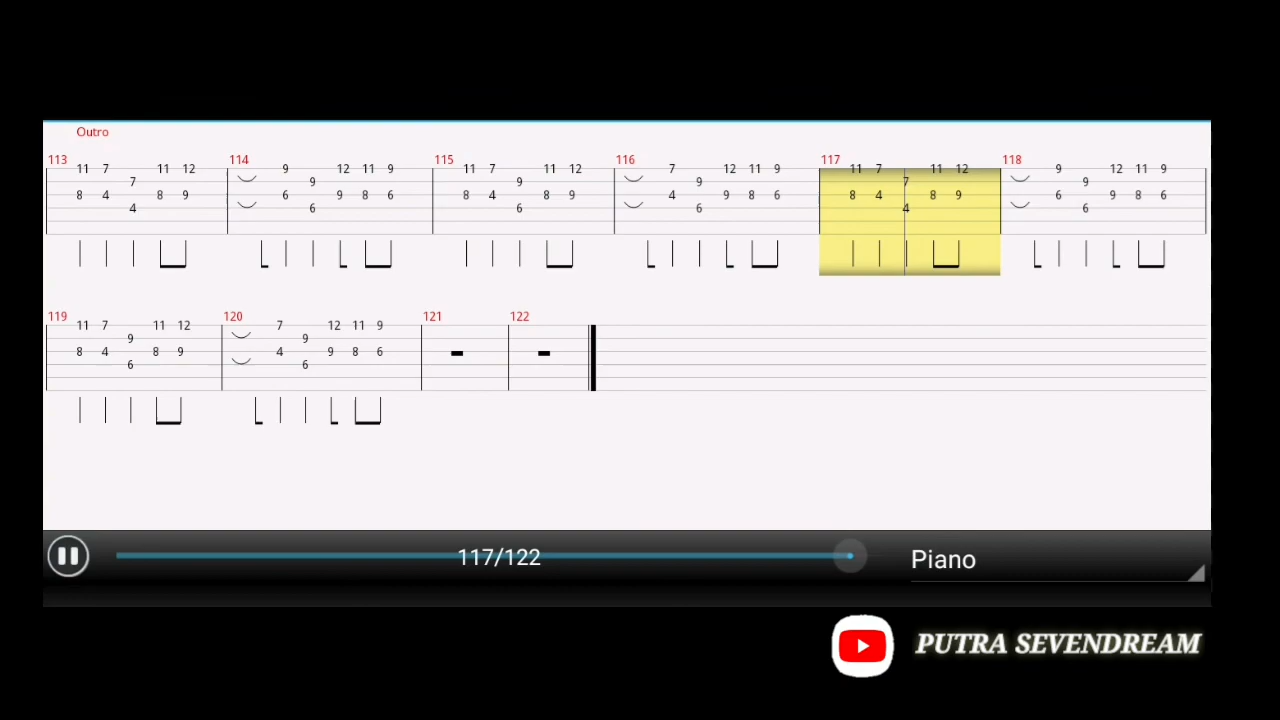 Outro
113 114 115 116 117 118
11 7 11 12 9 12 11 9 11 7 11 12 7 12 11 9 11 7 11 12 9 12 11 9
7 9 9 9 7 9
8 4 8 9 6 9 8 6 8 4 8 9 4 9 8 6 8 4 8 9 6 9 8 6
4 6 6 6 4 6
119 120 121 122
11 7 11 12 7 12 11 9
9 9
8 4 8 9 4 9 8 6
6 6
117/122
Piano
PUTRA SEVENDREAM